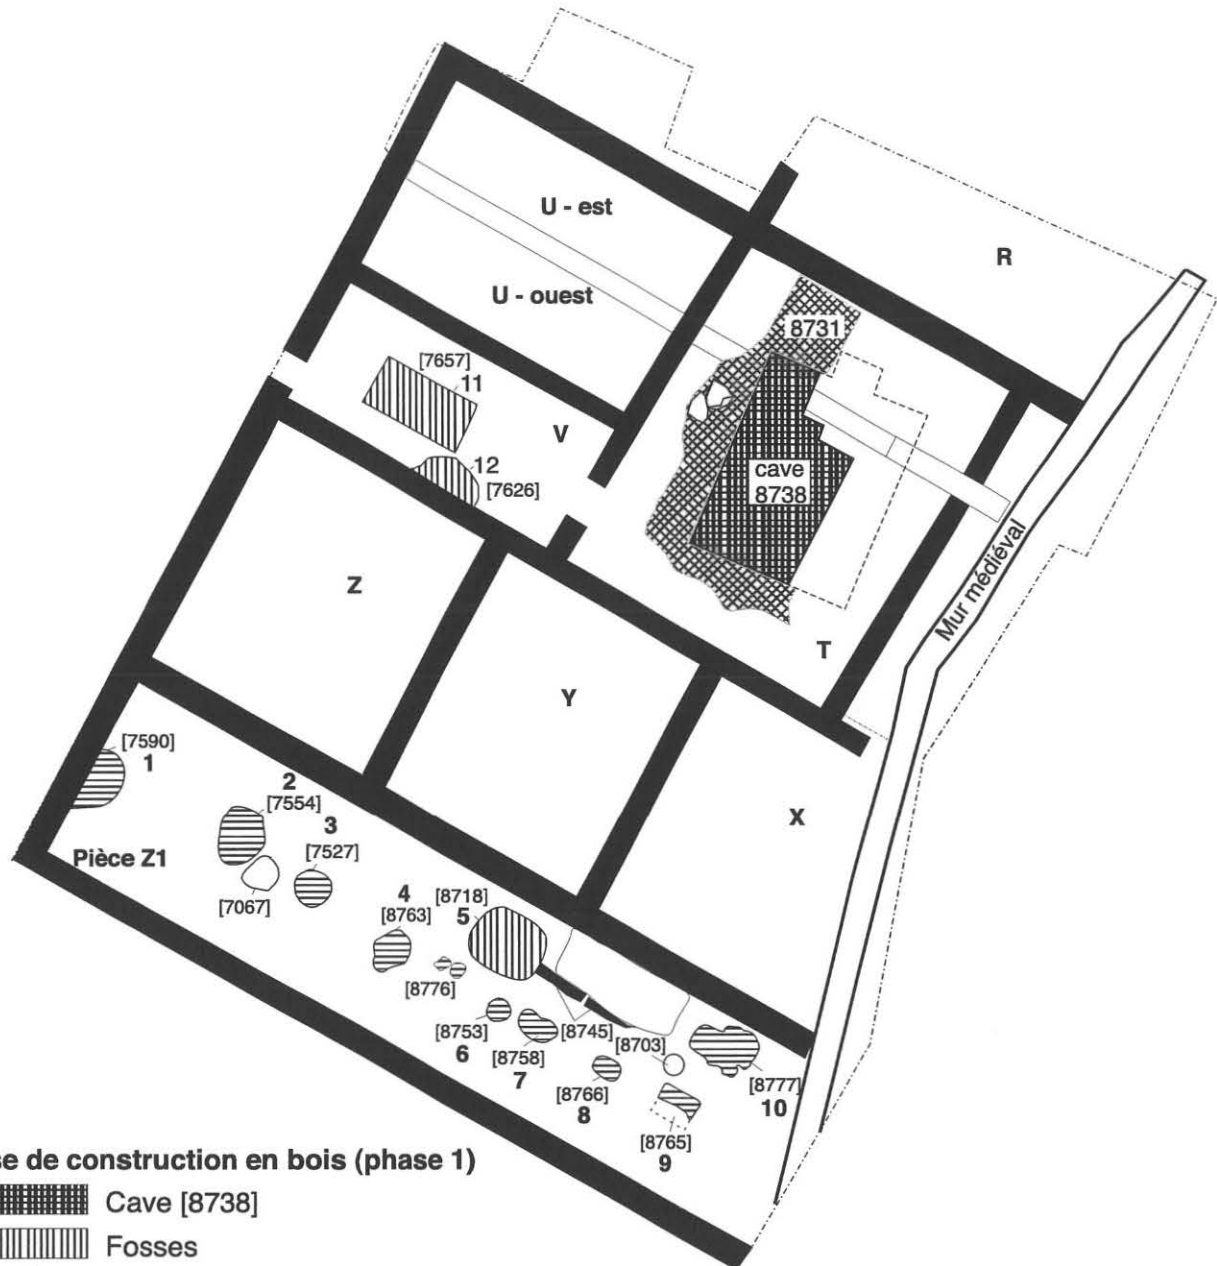 U - est
R
U - ouest
8731
[7657]
11
V
12
[7626]
cave
8738
Mur médiéval
Z
T
Y
[7590]
1
2
[7554]
3
[7527]
X
Pièce Z1
[7067]
4
[8763]
[8718]
5
[8776]
[8753]
6
[8758]
7
[8745]
[8703]
[8766]
8
[8777]
10
[8765]
9
se de construction en bois (phase 1)
Cave [8738]
Fosses